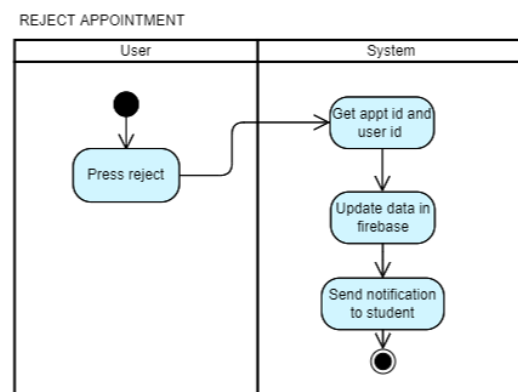 REJECT APPOINTMENT
User
System
Get appt id and
user id
Press reject
Update data in
firebase
Send notification
to student